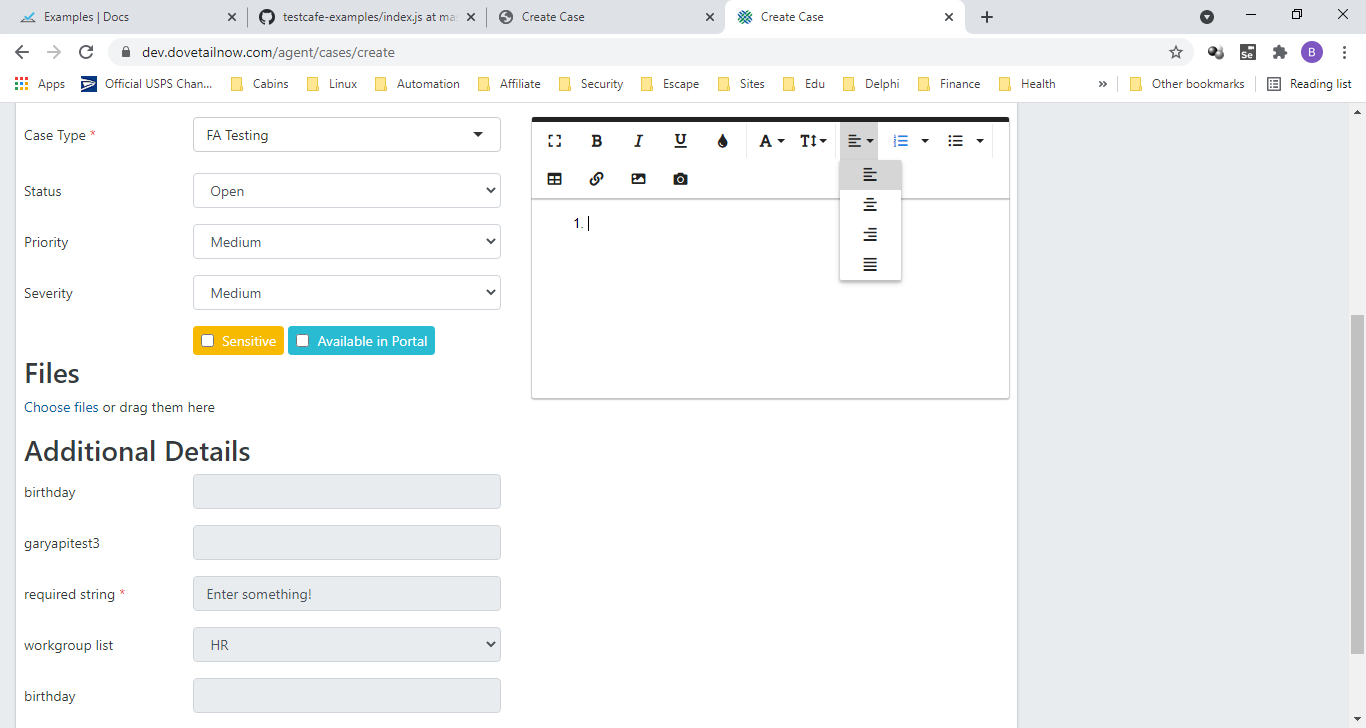 Examples | Docs
testcafe-examples/index.js at ma
Create Case
Create Case
dev.dovetailnow.com/agent/cases/create
B
Apps
Official USPS Chan...
Cabins
Linux
Automation
Affiliate
Security
Escape
Sites
Edu
Delphi
Finance
Health
»
Other bookmarks
Reading list
Case Type *
FA Testing
Status
Open
Priority
Medium
Severity
Medium
Sensitive
Available in Portal
Files
Choose files or drag them here
Additional Details
birthday
garyapitest3
required string *
Enter something!
workgroup list
HR
birthday
B I U A T
1.